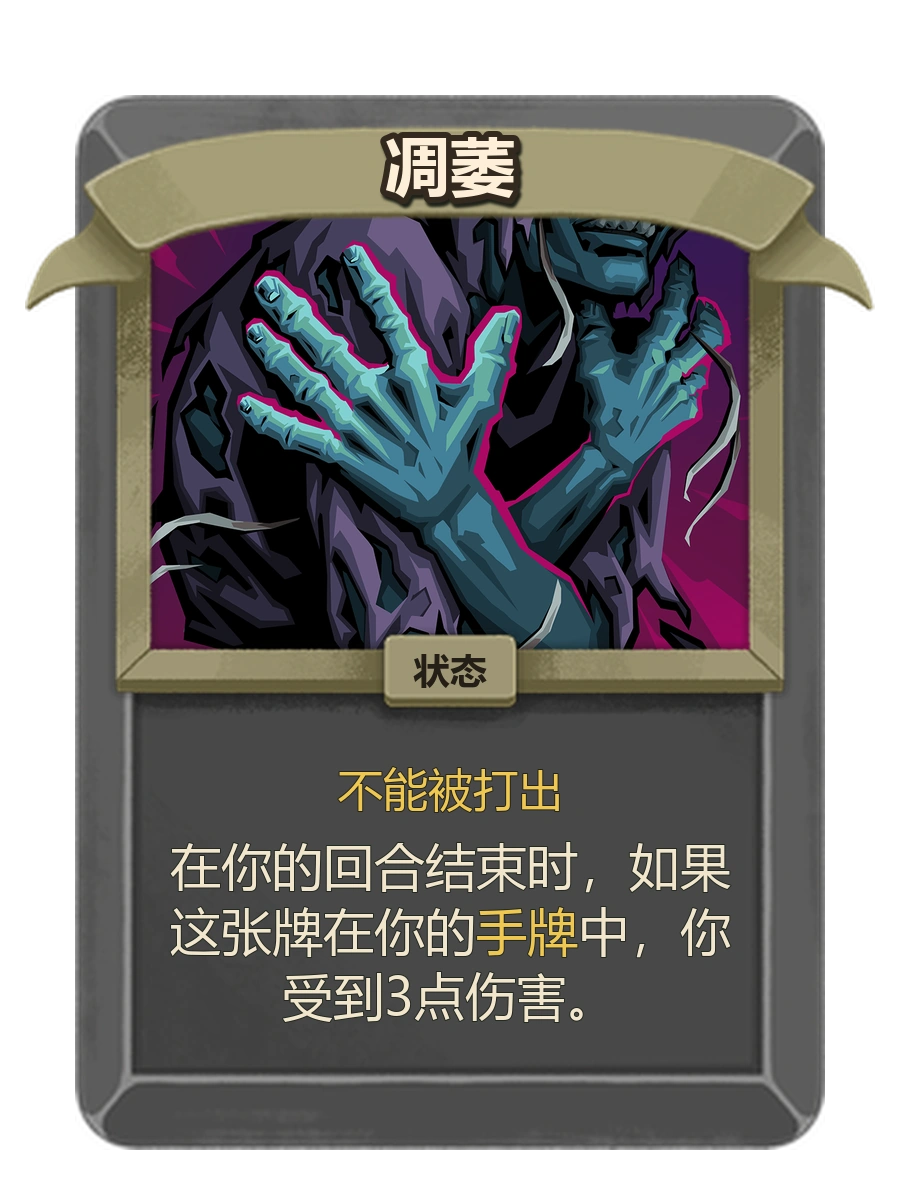 凋萎
状态
不能被打出
在你的回合结束时，如果
这张牌在你的手牌中，你
受到3点伤害。